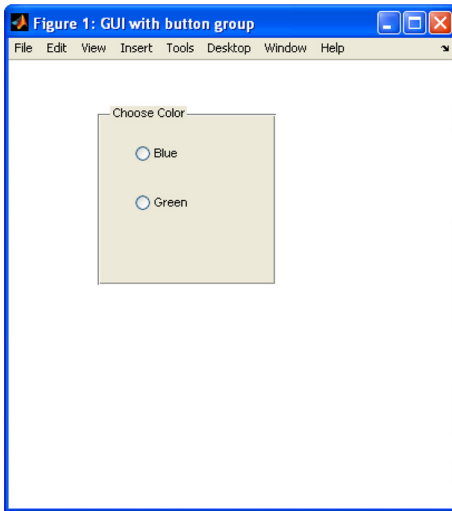 Figure 1: GUI with button group
File Edit View Insert Tools Desktop Window Help
Choose Color
Blue
Green